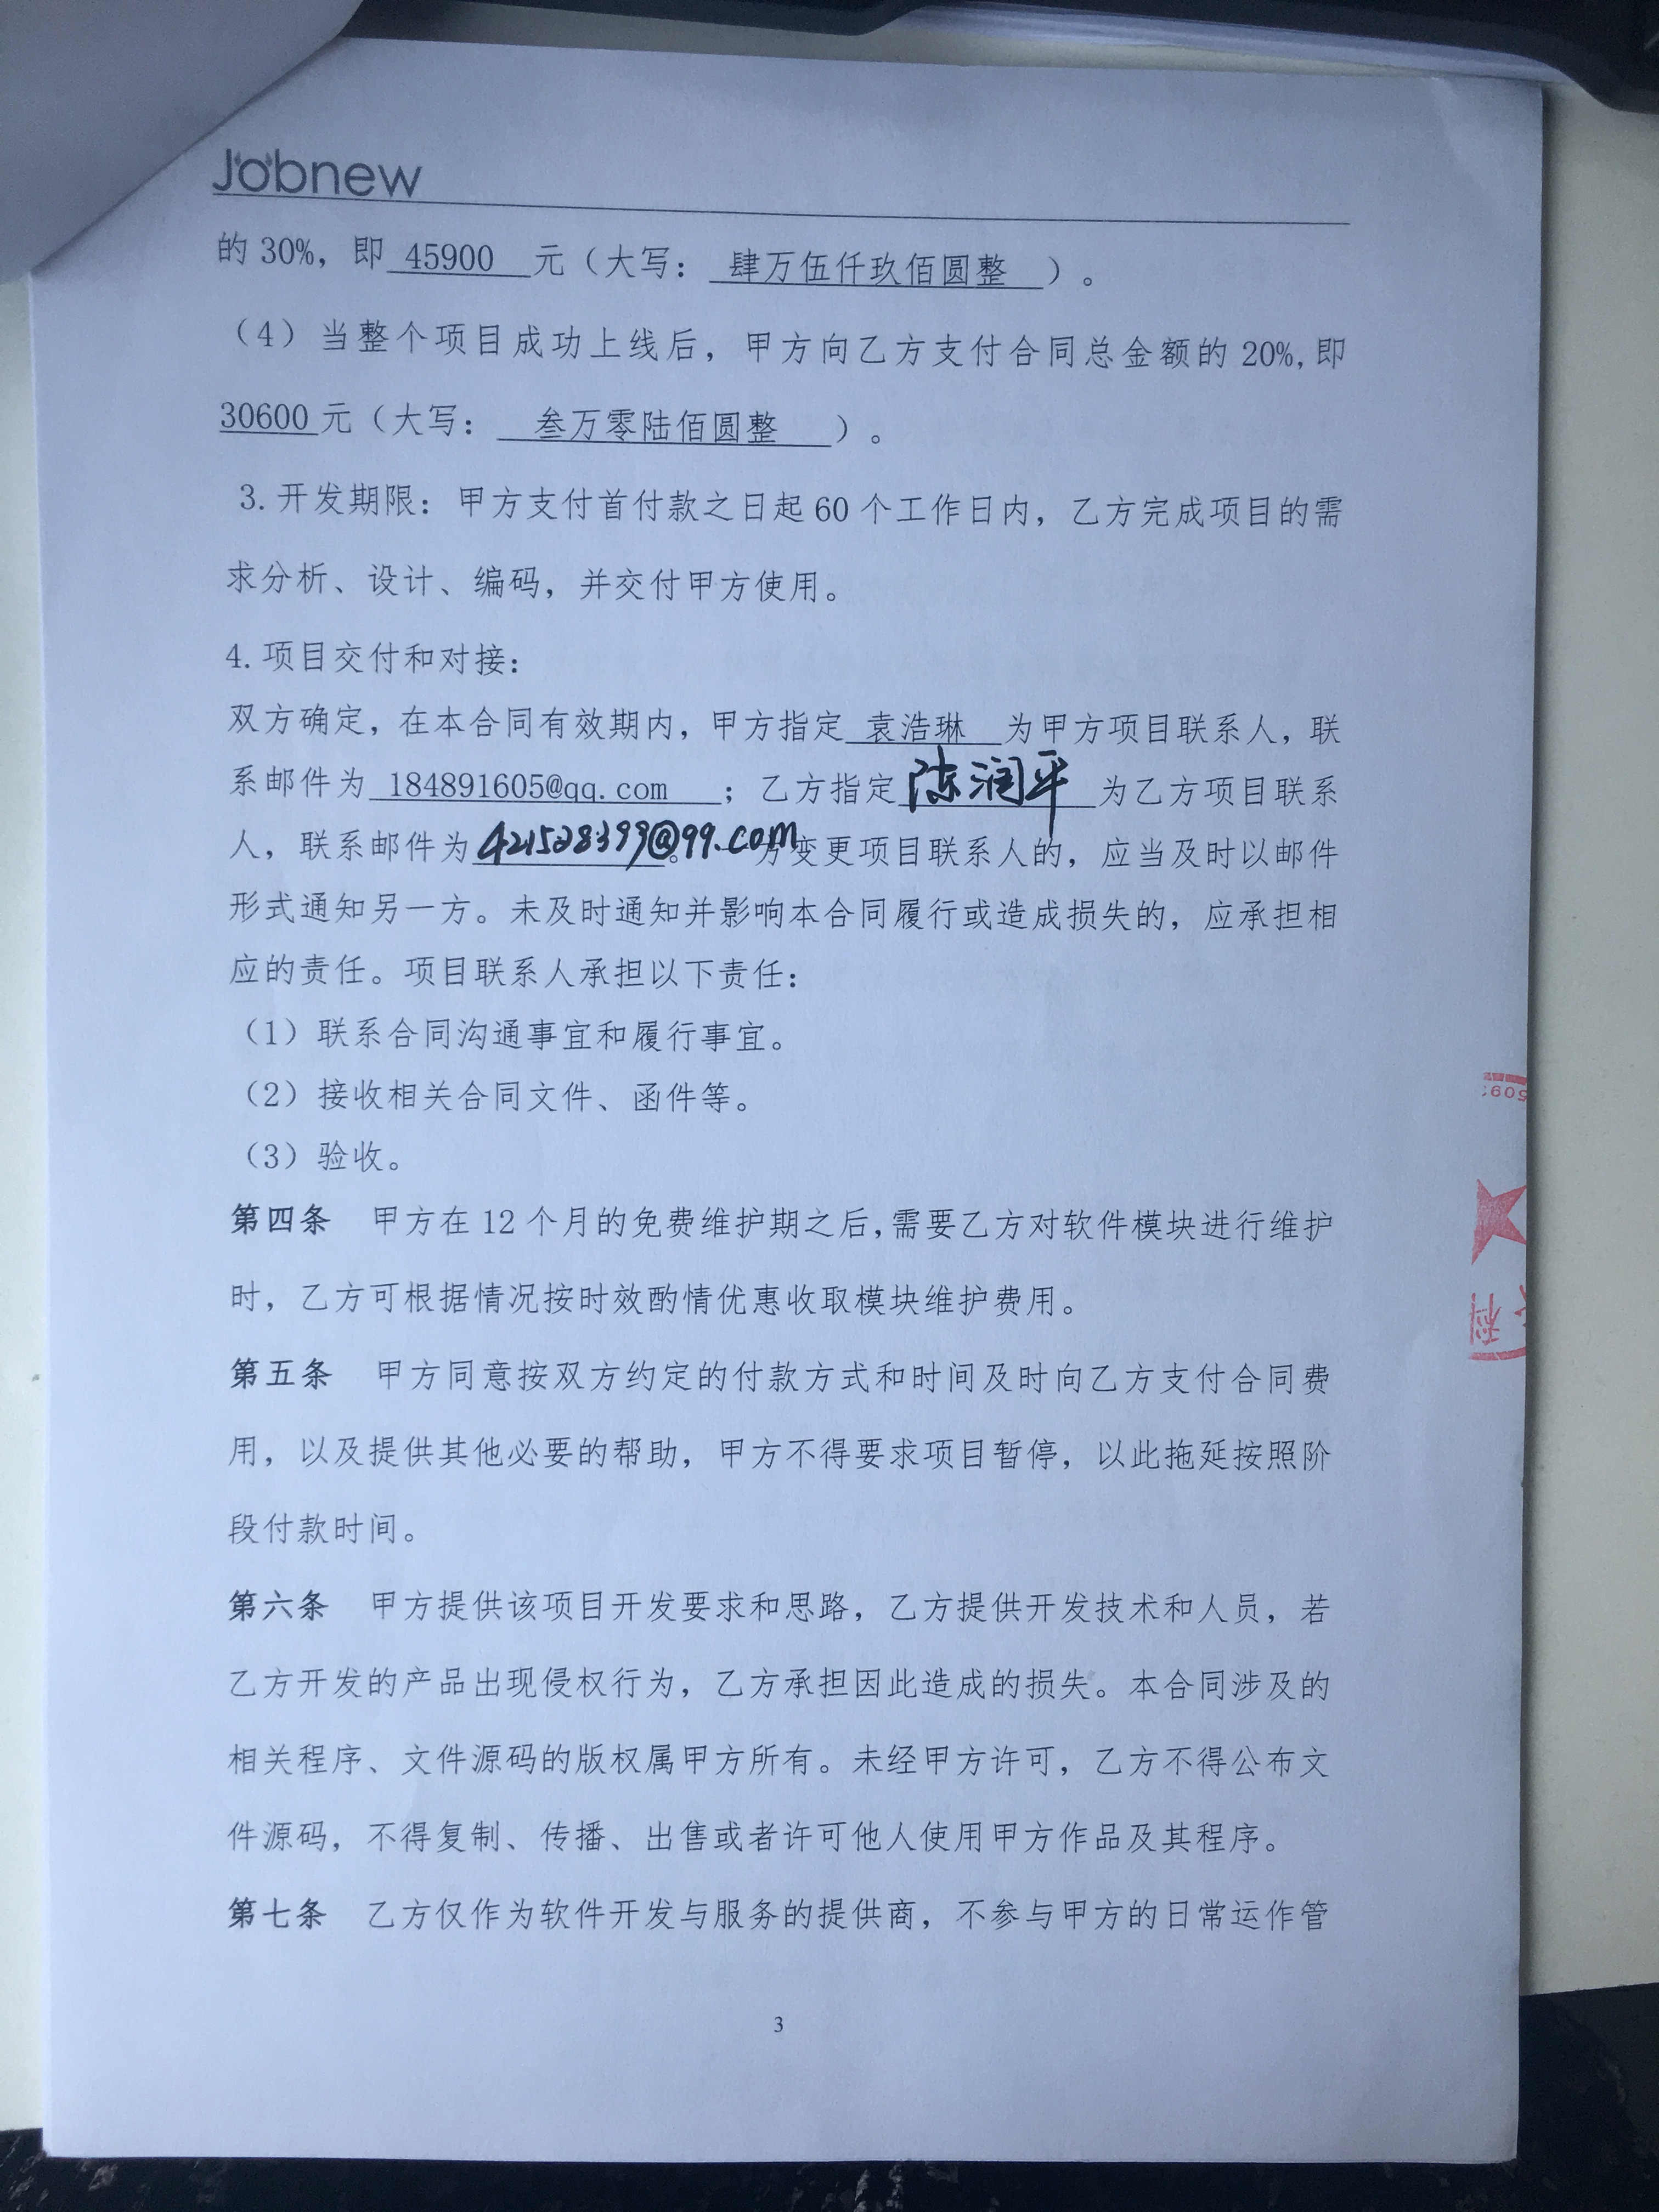 Jobnew
的30%，即 45900 元（大写： 肆万伍仟玖佰圆整 ）。
（4）当整个项目成功上线后，甲方向乙方支付合同总金额的20%,即
30600元（大写： 叁万零陆佰圆整 ）。
3.开发期限：甲方支付首付款之日起60个工作日内，乙方完成项目的需
求分析、设计、编码，并交付甲方使用。
4.项目交付和对接：
双方确定，在本合同有效期内，甲方指定 袁浩琳 为甲方项目联系人，联
系邮件为 184891605@qq.com ；乙方指定 陈润平 为乙方项目联系
人，联系邮件为 421528399@qq.com 方变更项目联系人的，应当及时以邮件
形式通知另一方。未及时通知并影响本合同履行或造成损失的，应承担相
应的责任。项目联系人承担以下责任：
（1）联系合同沟通事宜和履行事宜。
（2）接收相关合同文件、函件等。
（3）验收。
第四条 甲方在12个月的免费维护期之后,需要乙方对软件模块进行维护
时，乙方可根据情况按时效酌情优惠收取模块维护费用。
第五条 甲方同意按双方约定的付款方式和时间及时向乙方支付合同费
用，以及提供其他必要的帮助，甲方不得要求项目暂停，以此拖延按照阶
段付款时间。
第六条 甲方提供该项目开发要求和思路，乙方提供开发技术和人员，若
乙方开发的产品出现侵权行为，乙方承担因此造成的损失。本合同涉及的
相关程序、文件源码的版权属甲方所有。未经甲方许可，乙方不得公布文
件源码，不得复制、传播、出售或者许可他人使用甲方作品及其程序。
第七条 乙方仅作为软件开发与服务的提供商，不参与甲方的日常运作管
3